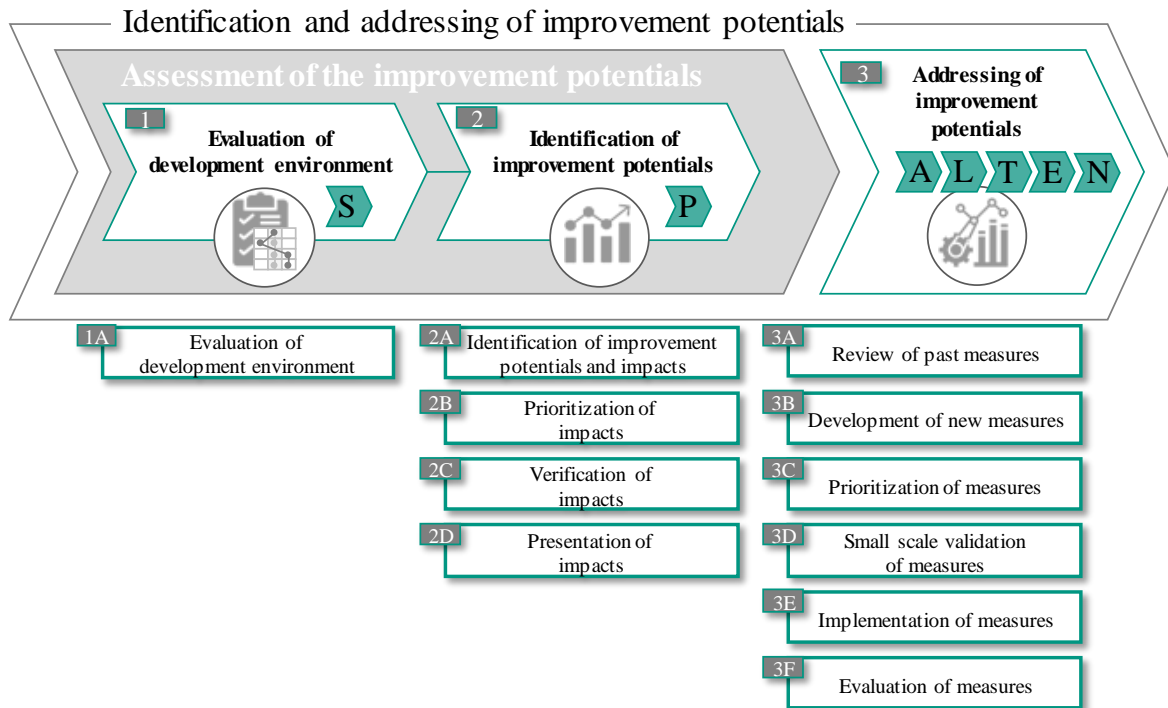 Identification and addressing of improvement potentials
Assessment of the improvement potentials
1
Evaluation of
development environment
S
2
Identification of
improvement potentials
P
3
Addressing of
improvement
potentials
A L T E N
1A
Evaluation of
development environment
2A
Identification of improvement
potentials and impacts
2B
Prioritization of
impacts
2C
Verification of
impacts
2D
Presentation of
impacts
3A
Review of past measures
3B
Development of new measures
3C
Prioritization of measures
3D
Small scale validation
of measures
3E
Implementation of measures
3F
Evaluation of measures